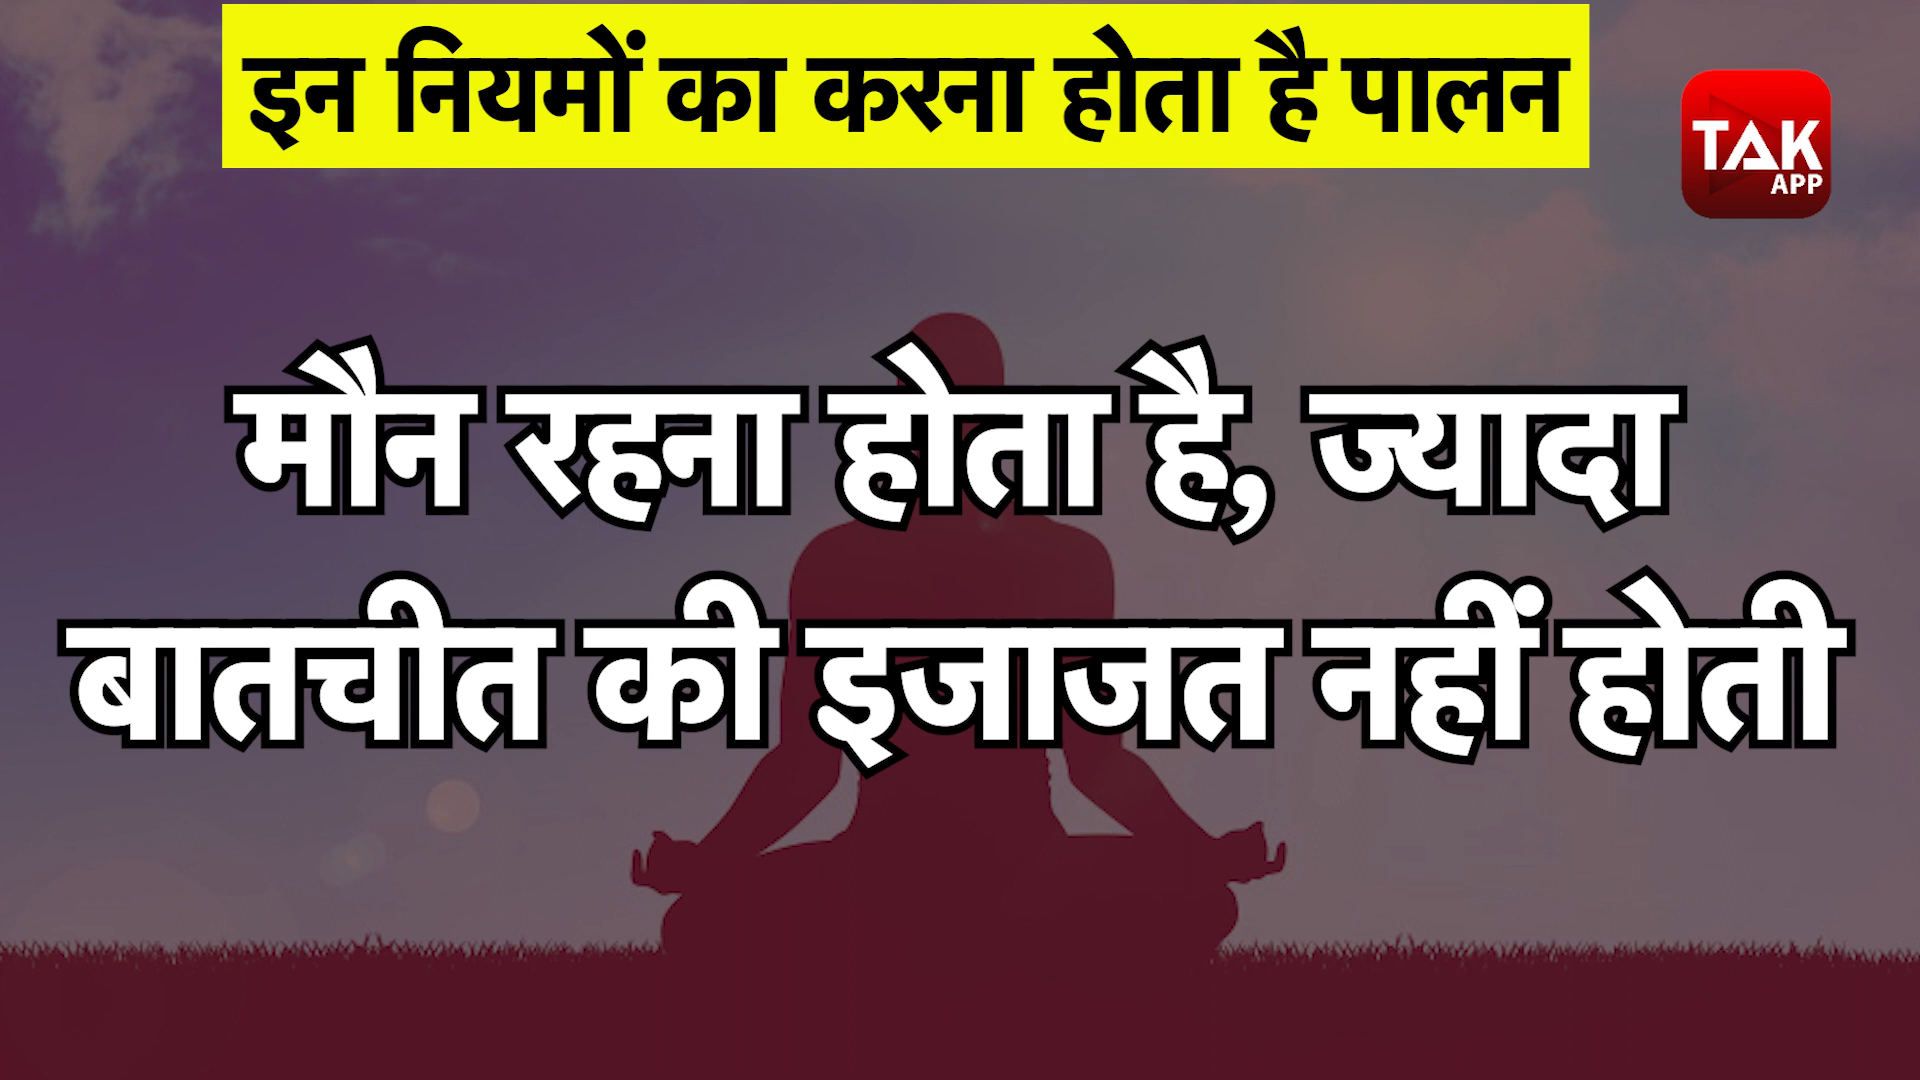 इन नियमों का करना होता है पालन
TAK
APP
मौन रहना होता है, ज्यादा
बातचीत की इजाजत नहीं होती